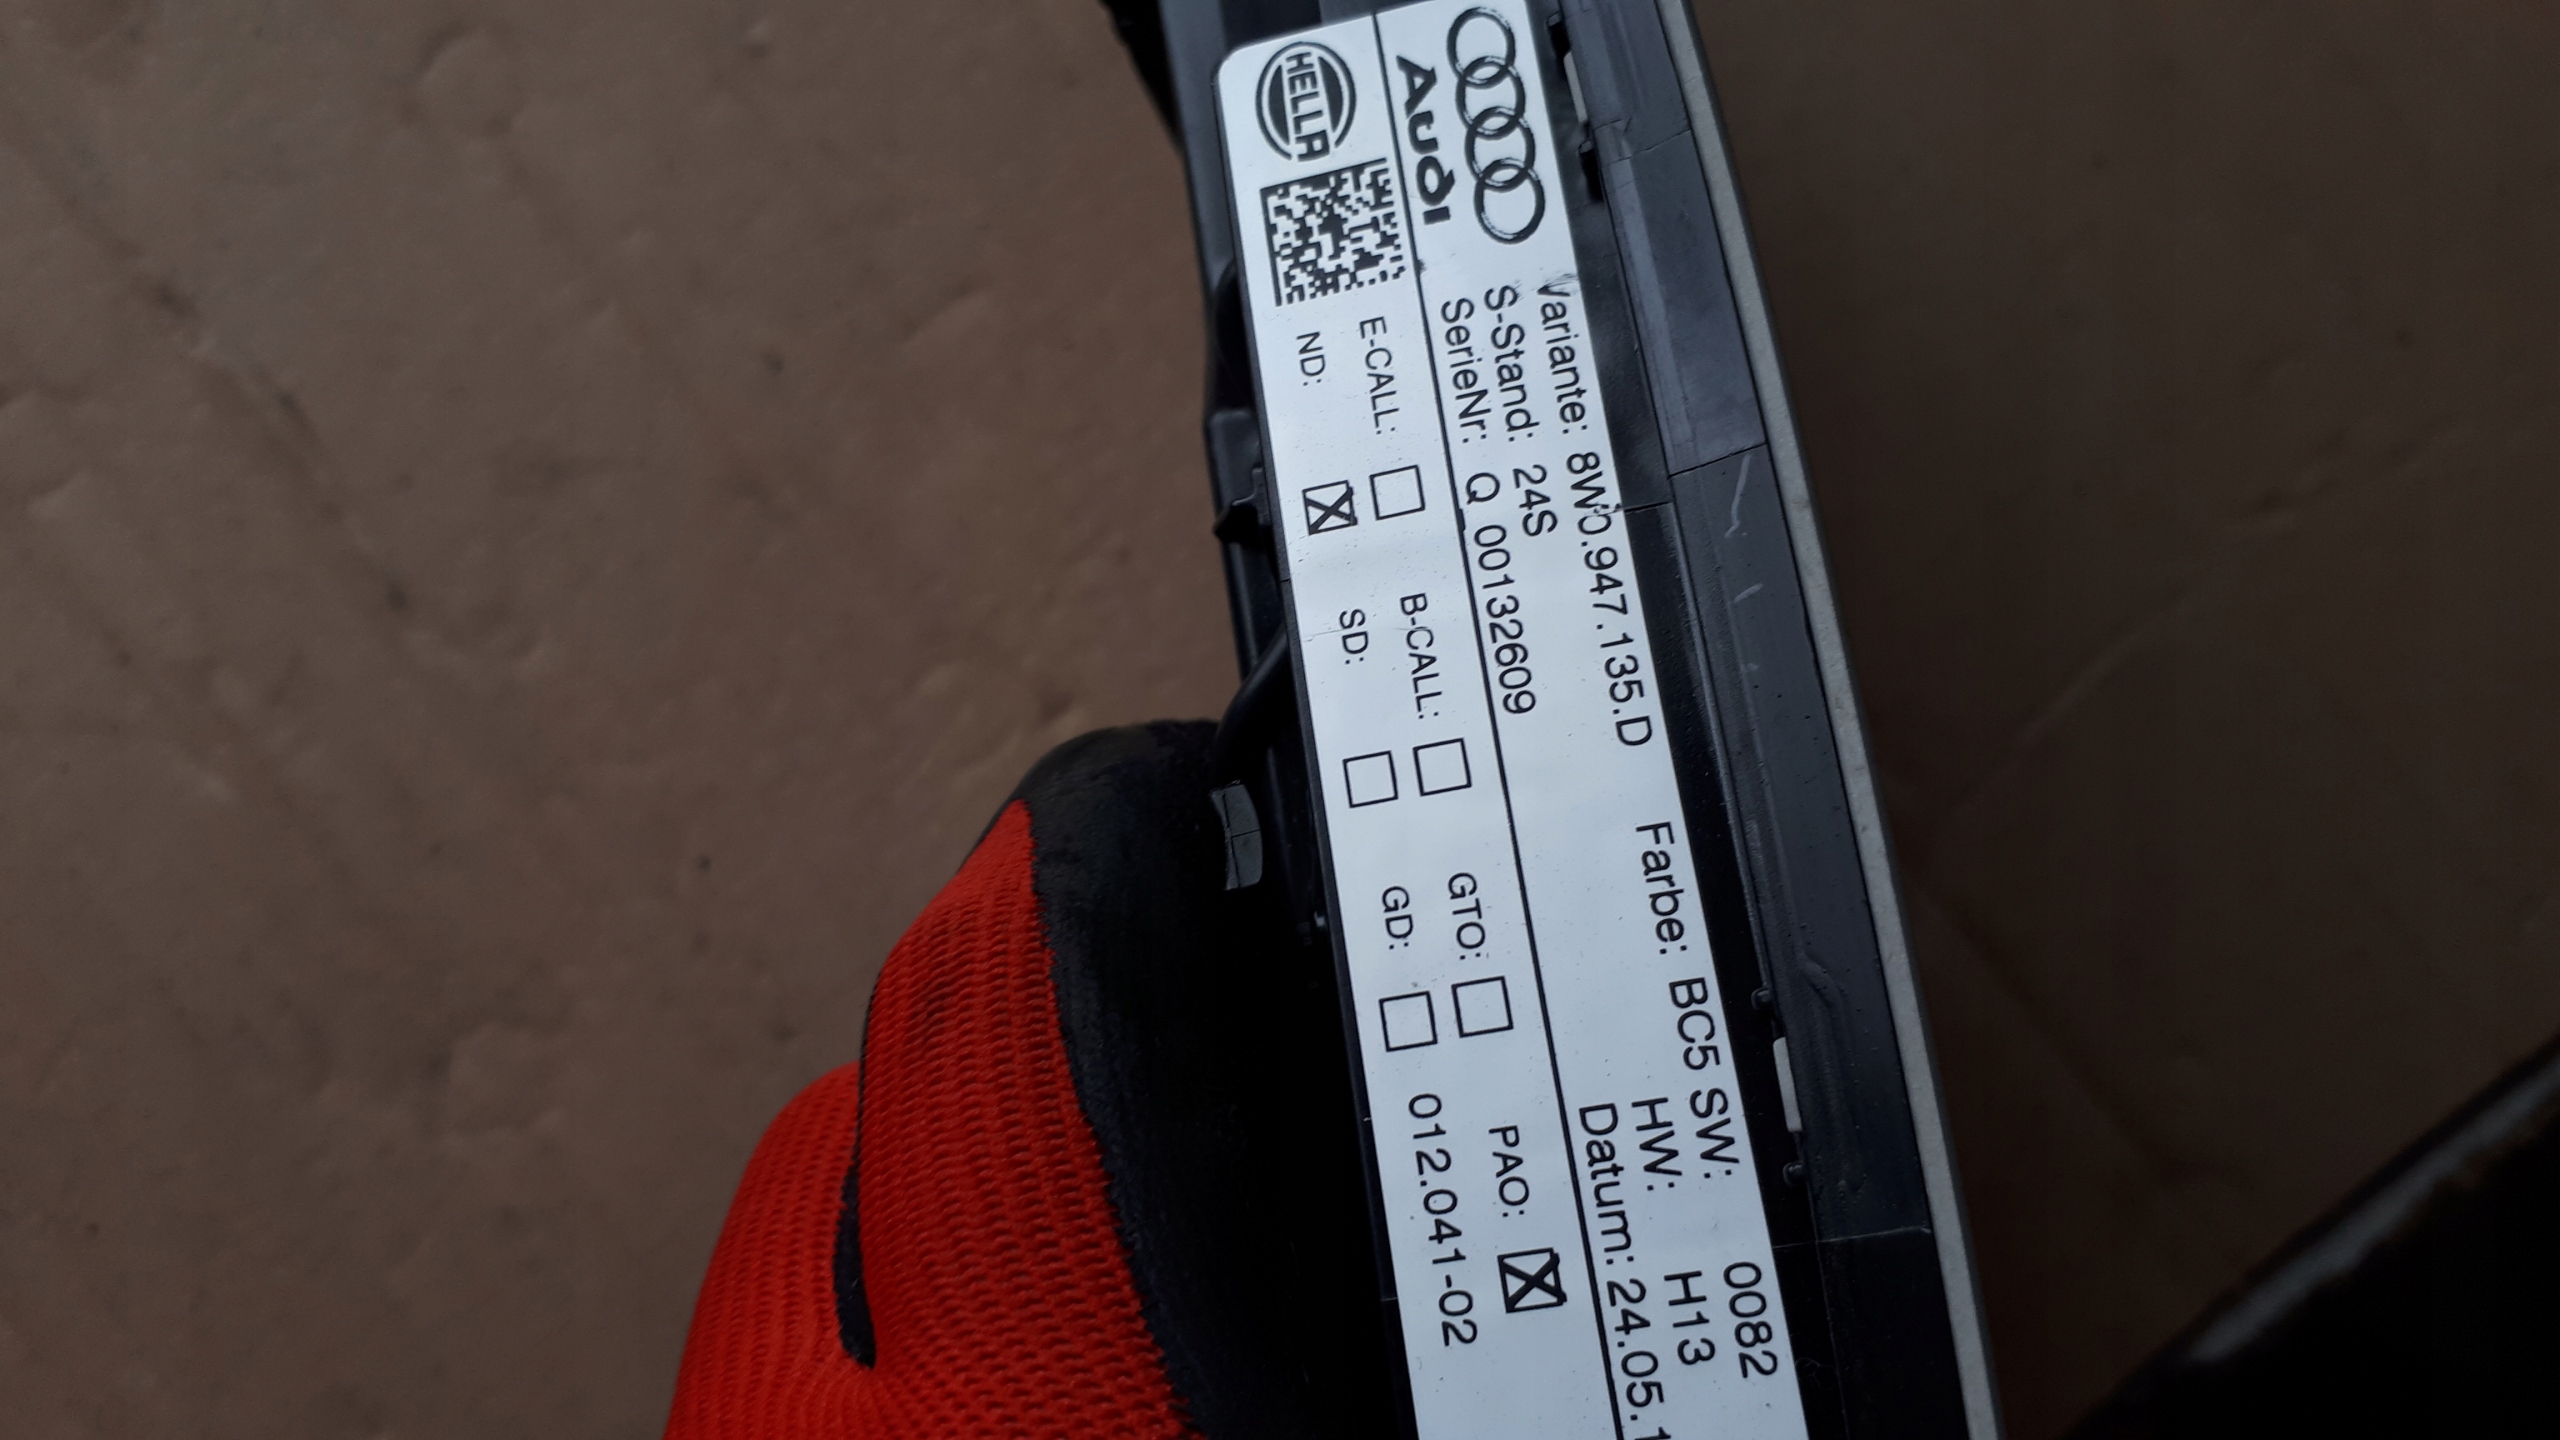 Audi
Variante: 8W0.947.135.D Farbe: BC5 SW: 0082
S-Stand: 24S HW: H13
SerieNr: Q 00132609 Datum: 24.05.1
HELLA
E-CALL: B-CALL: GTO: PAO: X
ND: X SD: GD: 012.041-02